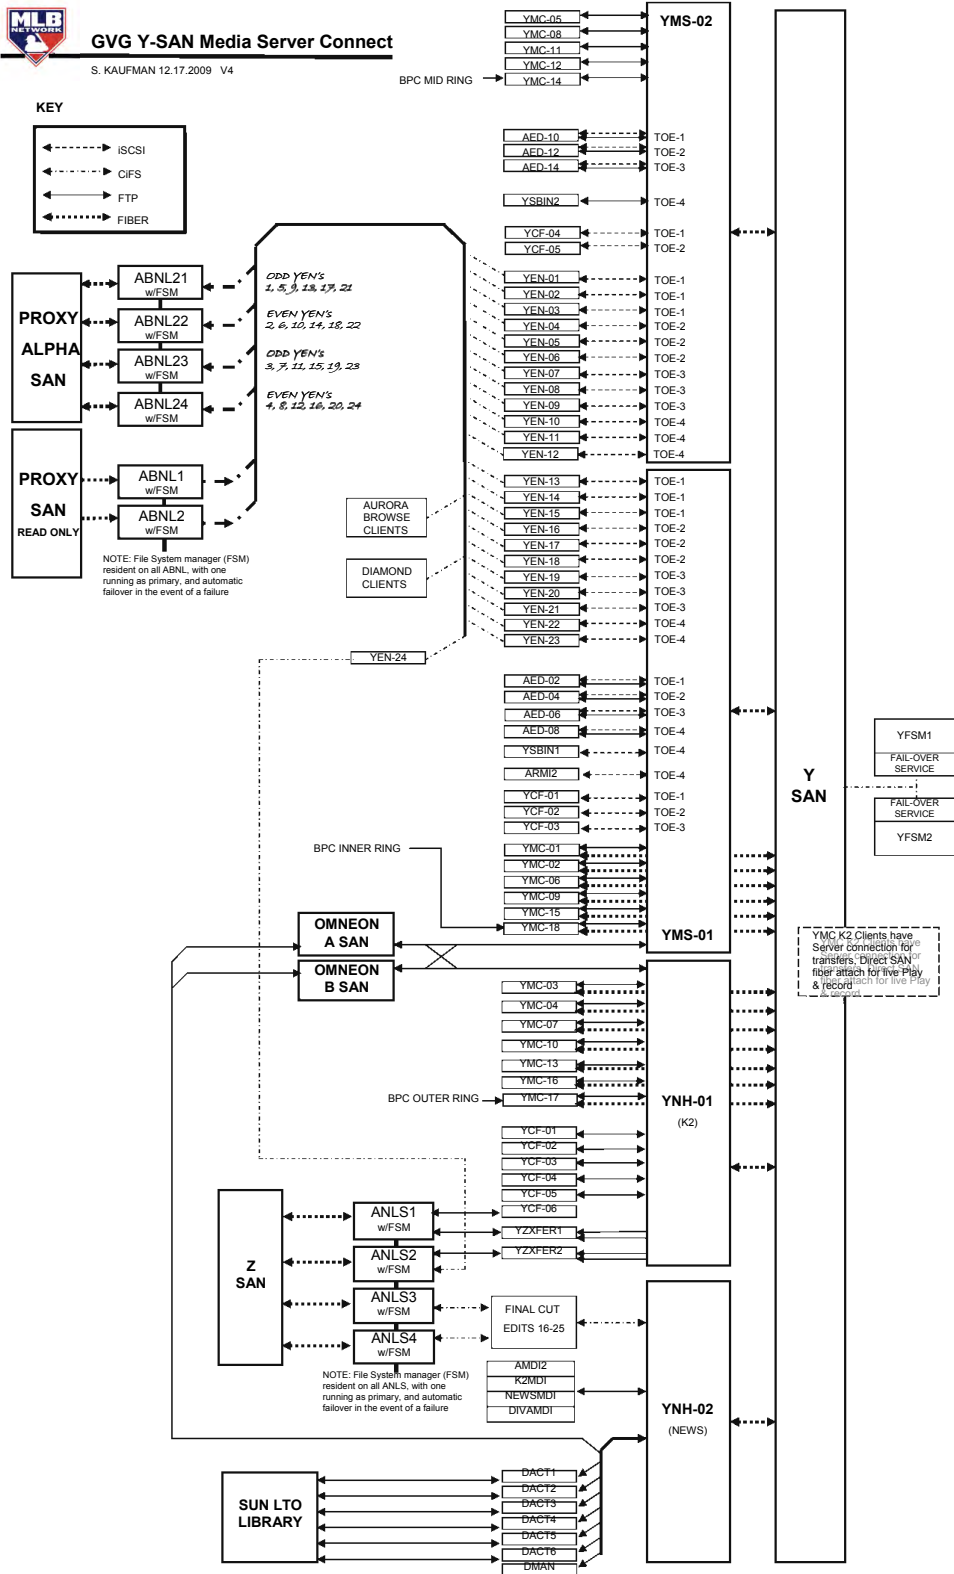 MLB
NETWORK
GVG Y-SAN Media Server Connect
S. KAUFMAN 12.17.2009 V4
KEY
iSCSI
CiFS
FTP
FIBER
BPC MID RING
YMC-05
YMC-08
YMC-11
YMC-12
YMC-14
YMS-02
AED-10 TOE-1
AED-12 TOE-2
AED-14 TOE-3
YSBIN2 TOE-4
YCF-04 TOE-1
YCF-05 TOE-2
YEN-01 TOE-1
YEN-02 TOE-1
YEN-03 TOE-1
YEN-04 TOE-2
YEN-05 TOE-2
YEN-06 TOE-2
YEN-07 TOE-3
YEN-08 TOE-3
YEN-09 TOE-3
YEN-10 TOE-4
YEN-11 TOE-4
YEN-12 TOE-4
PROXY
ALPHA
SAN
ABNL21
w/FSM
ABNL22
w/FSM
ABNL23
w/FSM
ABNL24
w/FSM
ODD YEN'S
1, 5, 9, 13, 17, 21
EVEN YEN'S
2, 6, 10, 14, 18, 22
ODD YEN'S
3, 7, 11, 15, 19, 23
EVEN YEN'S
4, 8, 12, 16, 20, 24
PROXY
SAN
READ ONLY
ABNL1
w/FSM
ABNL2
w/FSM
NOTE: File System manager (FSM)
resident on all ABNL, with one
running as primary, and automatic
failover in the event of a failure
AURORA
BROWSE
CLIENTS
DIAMOND
CLIENTS
YEN-24
YEN-13 TOE-1
YEN-14 TOE-1
YEN-15 TOE-1
YEN-16 TOE-2
YEN-17 TOE-2
YEN-18 TOE-2
YEN-19 TOE-3
YEN-20 TOE-3
YEN-21 TOE-3
YEN-22 TOE-4
YEN-23 TOE-4
AED-02 TOE-1
AED-04 TOE-2
AED-06 TOE-3
AED-08 TOE-4
YSBIN1 TOE-4
ARMI2 TOE-4
YCF-01 TOE-1
YCF-02 TOE-2
YCF-03 TOE-3
BPC INNER RING
YMC-01
YMC-02
YMC-06
YMC-09
YMC-15
YMC-18
YMS-01
Y
SAN
YFSM1
FAIL-OVER
SERVICE
FAIL-OVER
SERVICE
YFSM2
YMC K2 Clients have
Server connection for
transfers, Direct SAN
fiber attach for live Play
& record
YMC K2 Clients have
Server connection for
transfers, Direct SAN
fiber attach for live Play
& record
OMNEON
A SAN
OMNEON
B SAN
YMC-03
YMC-04
YMC-07
YMC-10
YMC-13
YMC-16
BPC OUTER RING
YMC-17
YNH-01
(K2)
YCF-01
YCF-02
YCF-03
YCF-04
YCF-05
YCF-06
YZXFER1
YZXFER2
Z
SAN
ANLS1
w/FSM
ANLS2
w/FSM
ANLS3
w/FSM
ANLS4
w/FSM
NOTE: File System manager (FSM)
resident on all ANLS, with one
running as primary, and automatic
failover in the event of a failure
FINAL CUT
EDITS 16-25
AMDI2
K2MDI
NEWSMDI
DIVAMDI
YNH-02
(NEWS)
SUN LTO
LIBRARY
DACT1
DACT2
DACT3
DACT4
DACT5
DACT6
DMAN